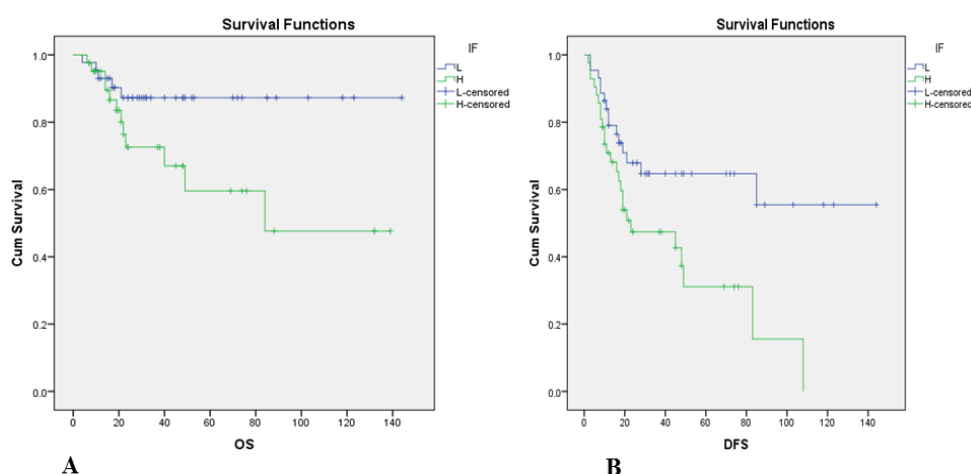 Survival Functions
IF
L
H
L-censored
H-censored
1.0
0.8
0.6
0.4
0.2
0.0
Cum Survival
0 20 40 60 80 100 120 140
OS
A
Survival Functions
IF
L
H
L-censored
H-censored
1.0
0.8
0.6
0.4
0.2
0.0
Cum Survival
0 20 40 60 80 100 120 140
DFS
B